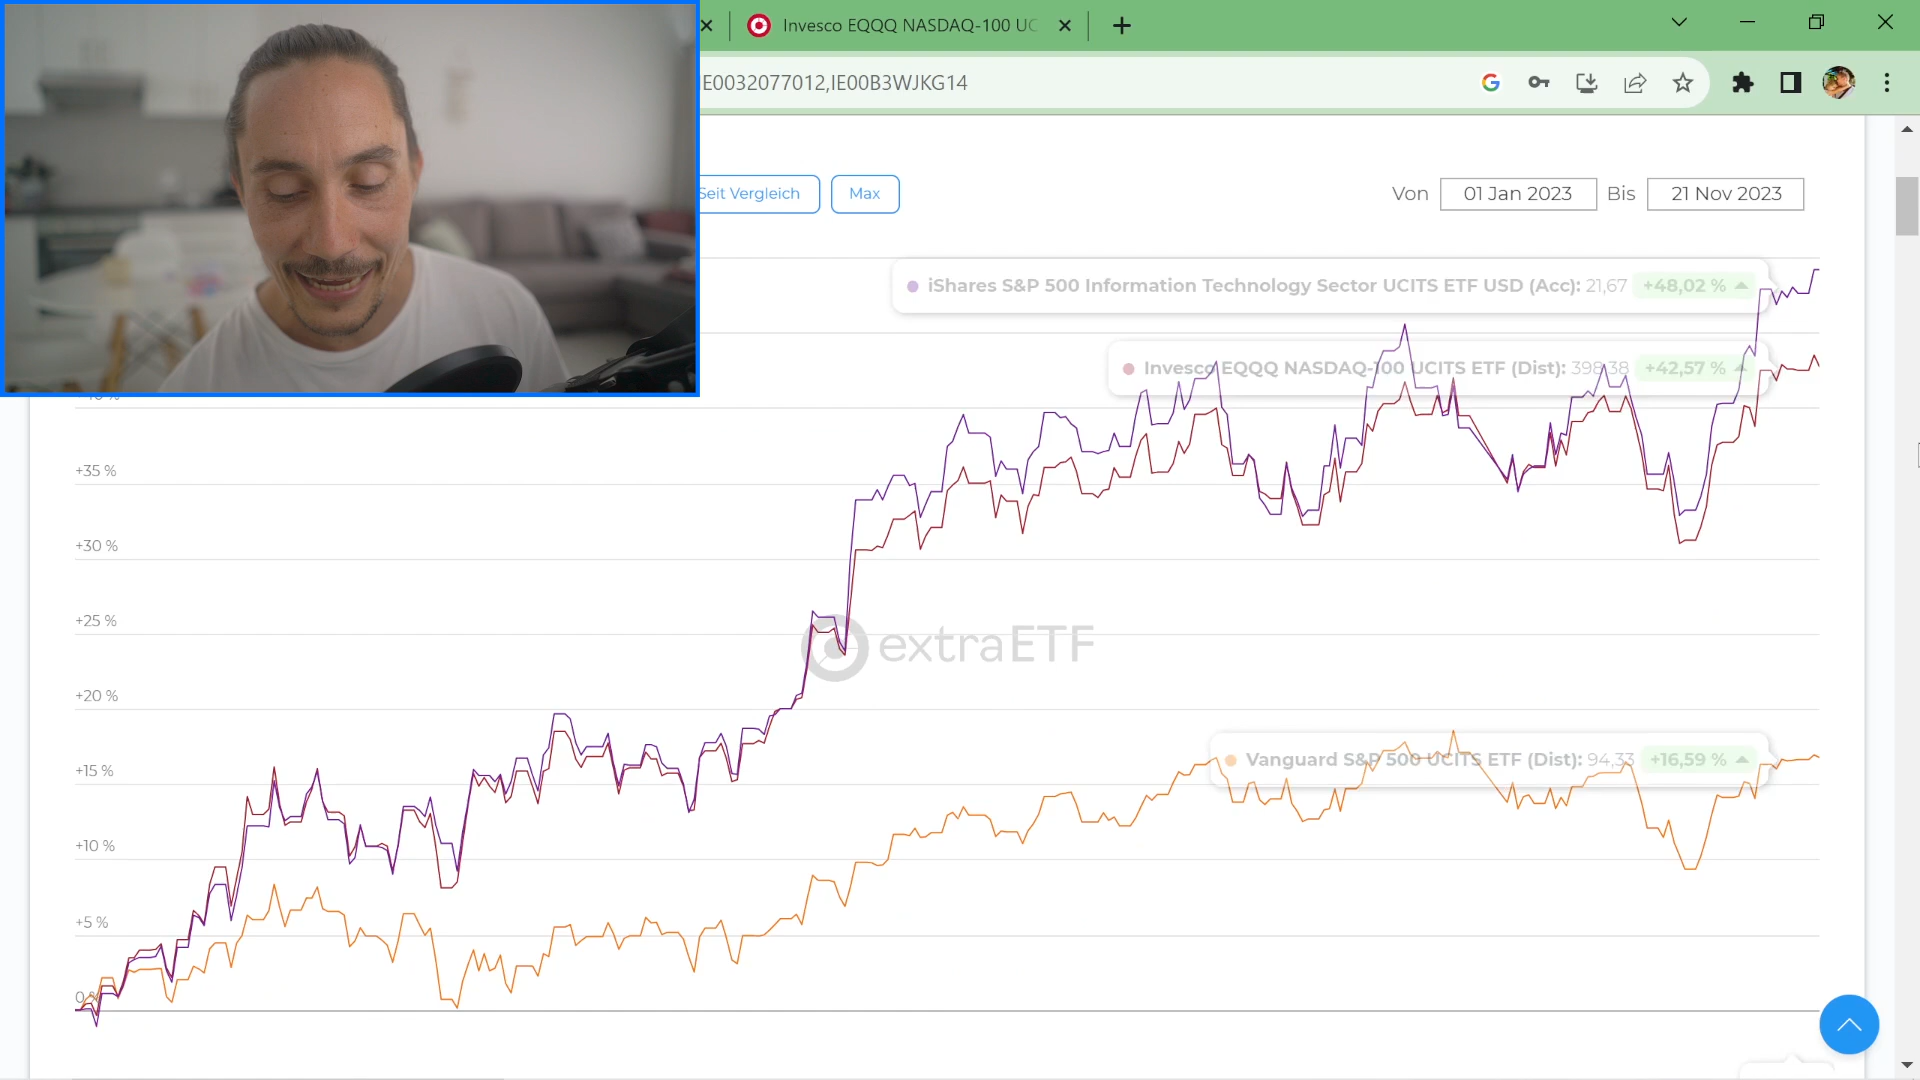 Invesco EQQQ NASDAQ-100 UC
E0032077012,IE00B3WJKG14
Seit Vergleich
Max
Von
01 Jan 2023
Bis
21 Nov 2023
iShares S&P 500 Information Technology Sector UCITS ETF USD (Acc): 21,67 +48,02 %
Invesco EQQQ NASDAQ-100 UCITS ETF (Dist): 398,38 +42,57 %
+40 %
+35 %
+30 %
+25 %
extraETF
+20 %
Vanguard S&P 500 UCITS ETF (Dist): 94,33 +16,59 %
+15 %
+10 %
+5 %
0 %